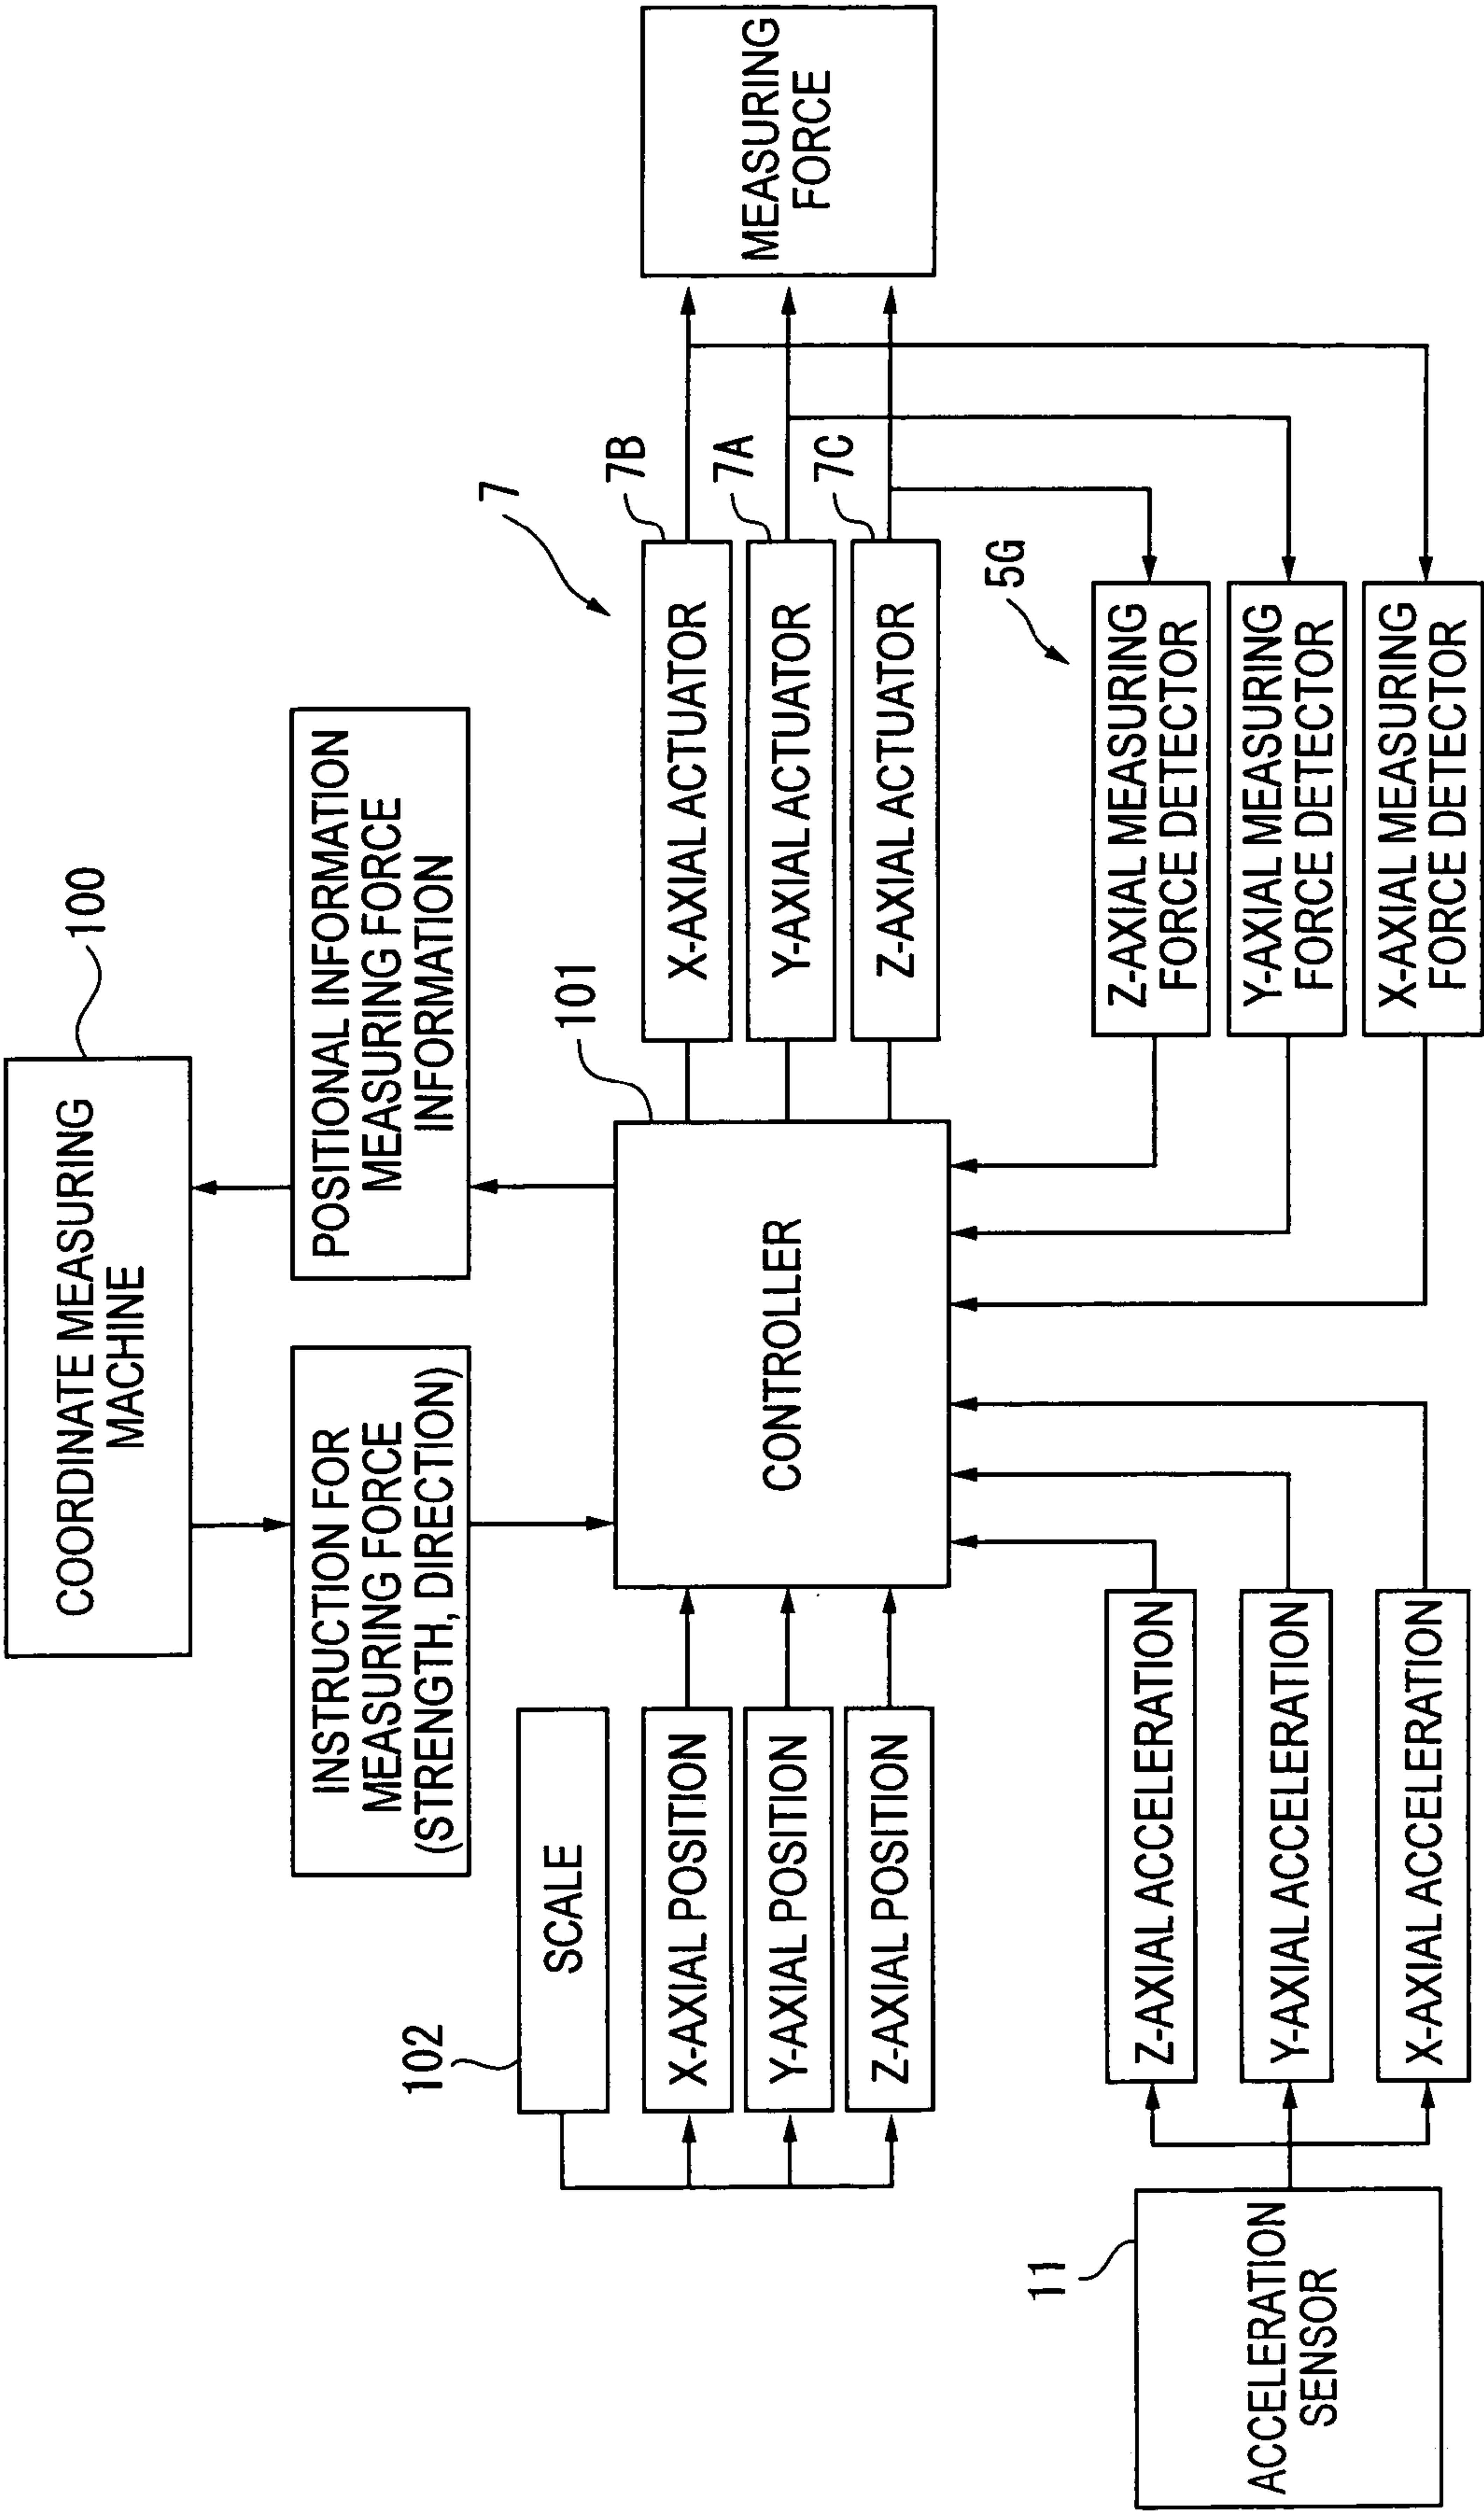 100
COORDINATE MEASURING
MACHINE
INSTRUCTION FOR
MEASURING FORCE
(STRENGTH, DIRECTION)
POSITIONAL INFORMATION
MEASURING FORCE
INFORMATION
102
SCALE
101
7
X-AXIAL POSITION
Y-AXIAL POSITION
Z-AXIAL POSITION
CONTROLLER
7B
X-AXIAL ACTUATOR
7A
Y-AXIAL ACTUATOR
7C
Z-AXIAL ACTUATOR
MEASURING
FORCE
11
ACCELERATION
SENSOR
Z-AXIAL ACCELERATION
Y-AXIAL ACCELERATION
X-AXIAL ACCELERATION
5G
Z-AXIAL MEASURING
FORCE DETECTOR
Y-AXIAL MEASURING
FORCE DETECTOR
X-AXIAL MEASURING
FORCE DETECTOR